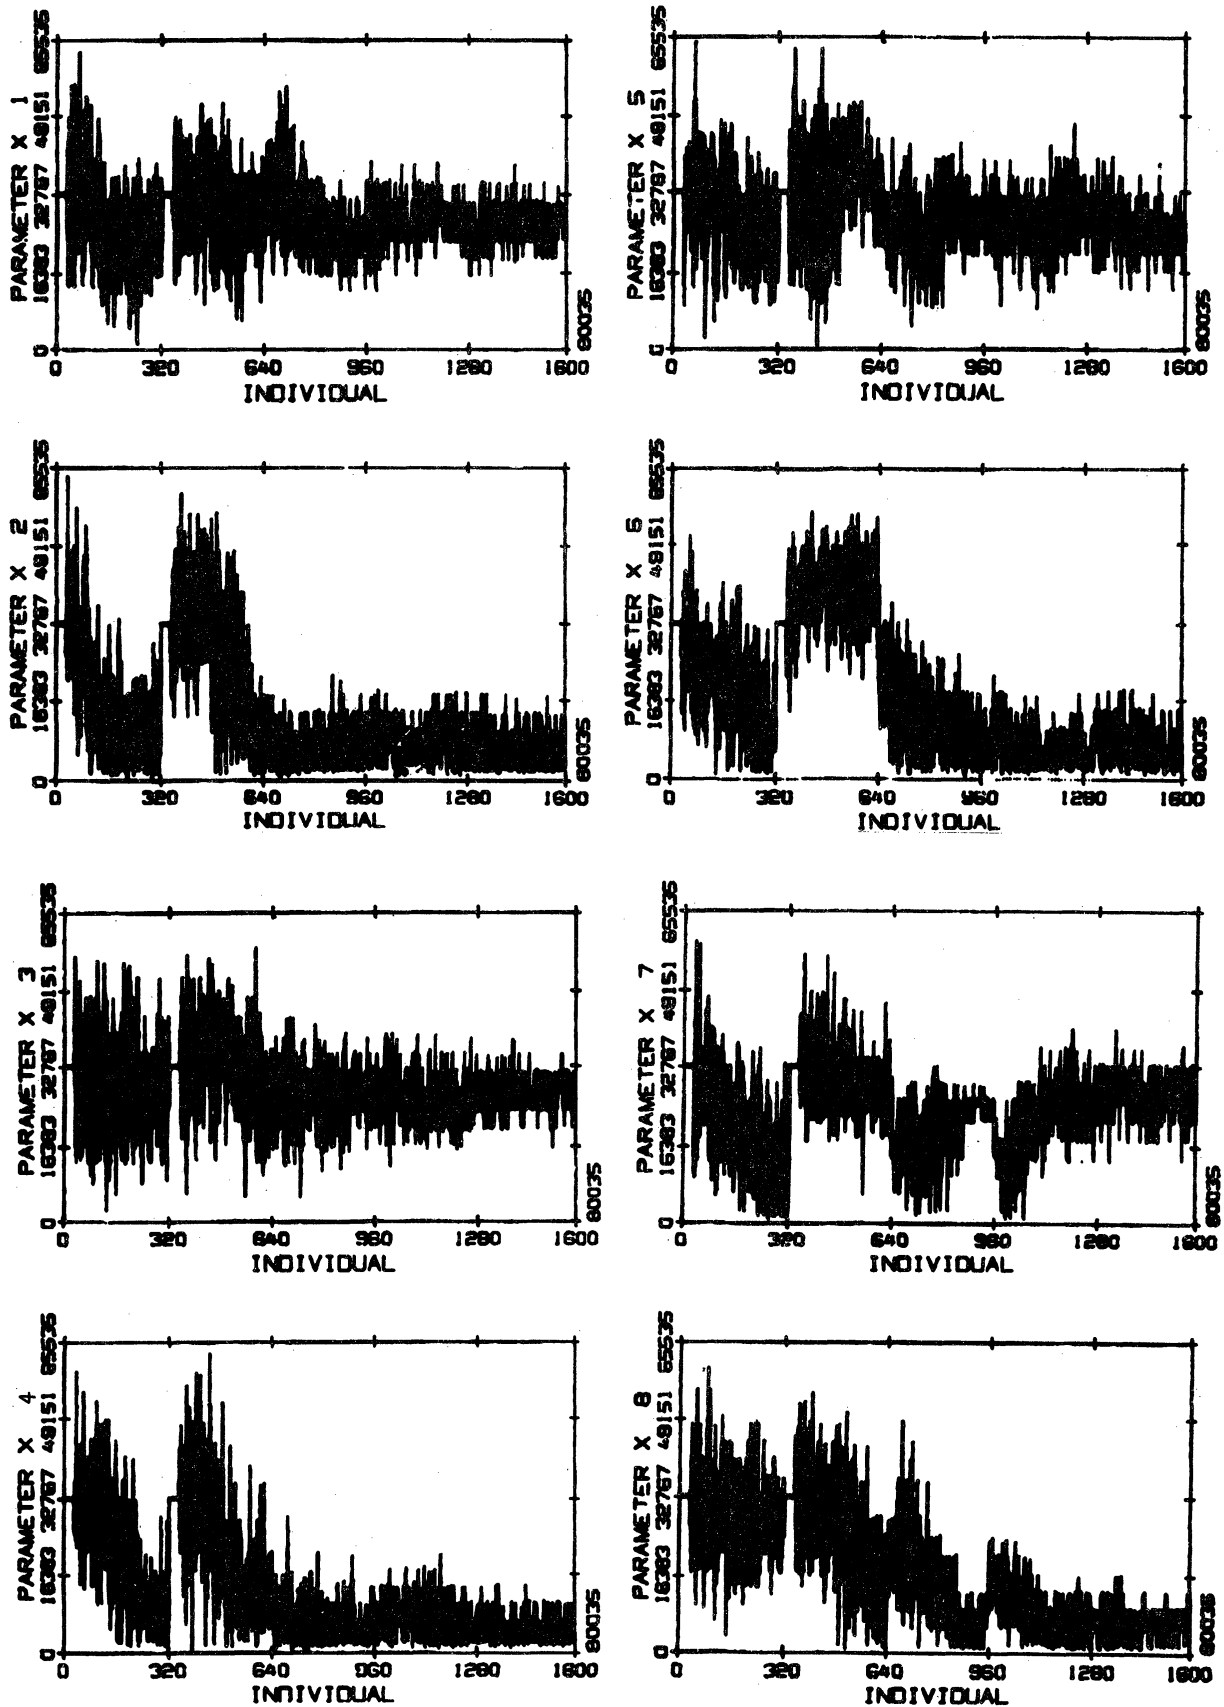 PARAMETER X 1
0 16383 32767 49151 65535
0 320 640 960 1280 1600
INDIVIDUAL
80035
PARAMETER X 5
0 16383 32767 49151 65535
0 320 640 960 1280 1600
INDIVIDUAL
80035
PARAMETER X 2
0 16383 32767 49151 65535
0 320 640 960 1280 1600
INDIVIDUAL
80035
PARAMETER X 6
0 16383 32767 49151 65535
0 320 640 960 1280 1600
INDIVIDUAL
80035
PARAMETER X 3
0 16383 32767 49151 65535
0 320 640 960 1280 1600
INDIVIDUAL
80035
PARAMETER X 7
0 16383 32767 49151 65535
0 320 640 960 1280 1600
INDIVIDUAL
80035
PARAMETER X 4
0 16383 32767 49151 65535
0 320 640 960 1280 1600
INDIVIDUAL
80035
PARAMETER X 8
0 16383 32767 49151 65535
0 320 640 960 1280 1600
INDIVIDUAL
80035